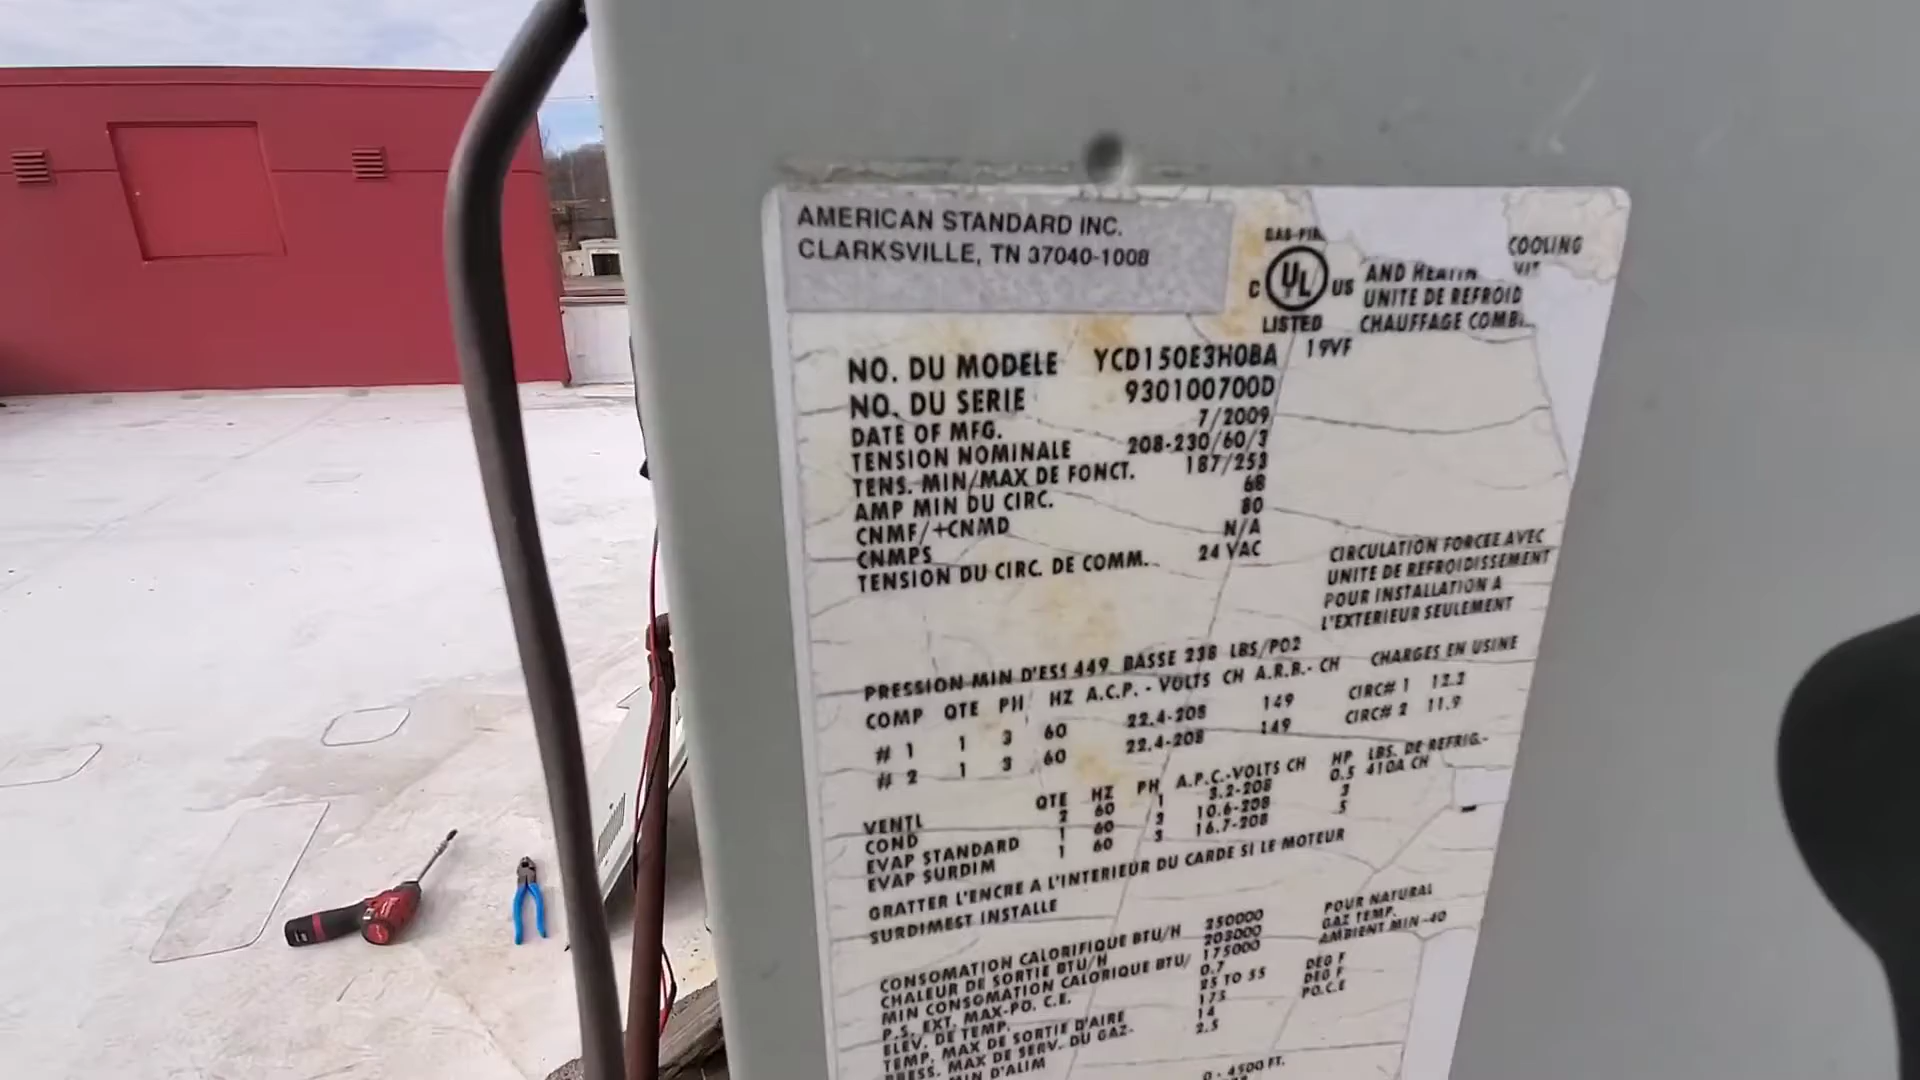 AMERICAN STANDARD INC.
CLARKSVILLE, TN 37040-1008
C UL US
LISTED
COOLING
AND
UNITE DE REFROID
CHAUFFAGE COMB
19VF
NO. DU MODELE YCD150E3H0BA
NO. DU SERIE 930100700D
DATE OF MFG. 7/2009
TENSION NOMINALE 208-230/60/3
TENS. MIN/MAX DE FONCT. 187/253
AMP MIN DU CIRC. 68
CNMF/+CNMD 80
CNMPS N/A
TENSION DU CIRC. DE COMM. 24 VAC
CIRCULATION FORCEE AVEC
UNITE DE REFROIDISSEMENT
POUR INSTALLATION A
L'EXTERIEUR SEULEMENT
PRESSION MIN D'ESS 449 BASSE 238 LBS/PO2
COMP QTE PH HZ A.C.P. - VOLTS CH A.R.B.- CH CHARGES EN USINE
# 1 1 3 60 22.4-208 149 CIRC# 1 12.3
# 2 1 3 60 22.4-208 149 CIRC# 2 11.9
QTE HZ PH A.P.C.-VOLTS CH HP LBS. DE REFRIG.-
VENTL 2 60 1 3.2-208 0.5 410A CH
COND
EVAP STANDARD 1 60 3 10.6-208 3
EVAP SURDIM 1 60 3 16.7-208 5
GRATTER L'ENCRE A L'INTERIEUR DU CARDE SI LE MOTEUR
SURDIMEST INSTALLE
CONSOMATION CALORIFIQUE BTU/H 250000 POUR NATURAL
CHALEUR DE SORTIE BTU/H 203000 GAZ TEMP.
MIN CONSOMATION CALORIQUE BTU/ 175000 AMBIENT MIN -40
P.S. EXT. MAX-PO. C.E. 0.7
ELEV. DE TEMP. 25 TO 55 DEG F
TEMP. MAX DE SORTIE D'AIRE 175 DEG F
PRESS. MAX DE SERV. DU GAZ- 14 PO.C.E
MIN D'ALIM 2.5
0 - 4500 FT.